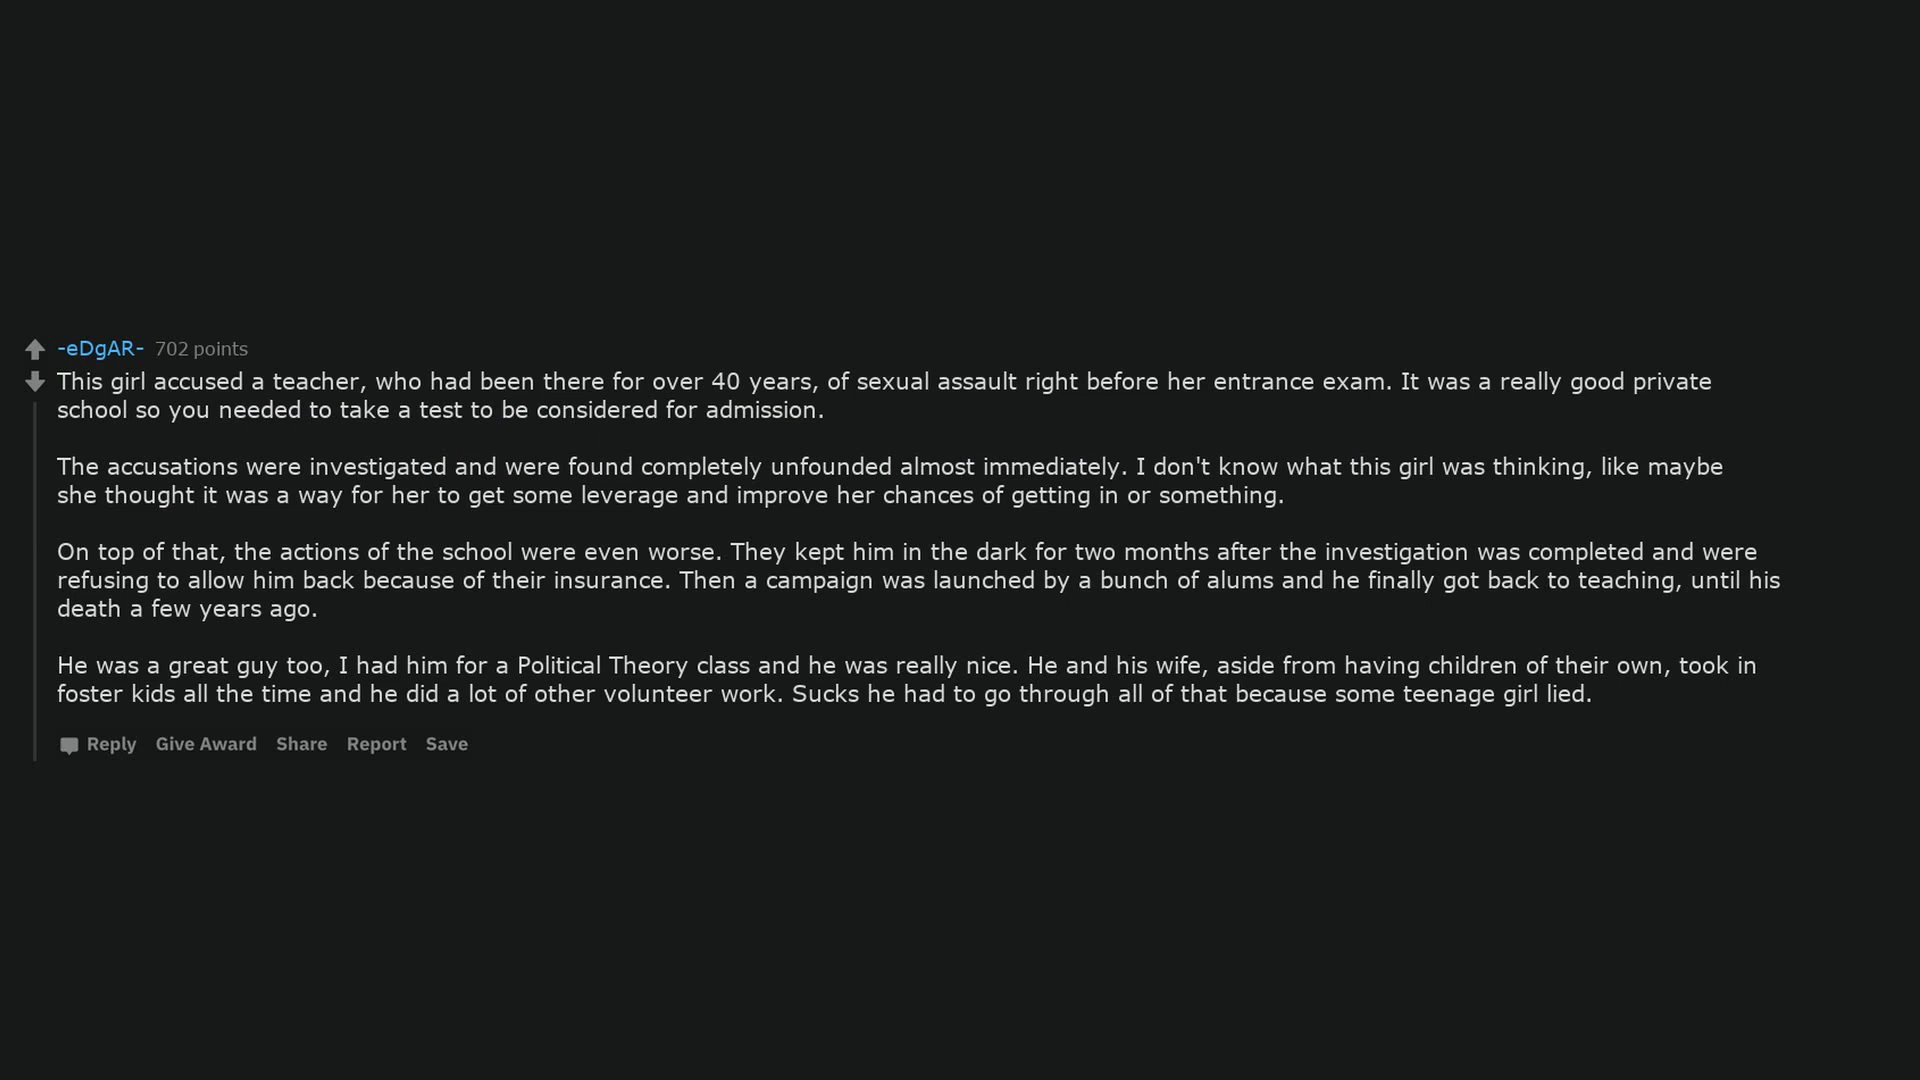 -eDgAR- 702 points
This girl accused a teacher, who had been there for over 40 years, of sexual assault right before her entrance exam. It was a really good private
school so you needed to take a test to be considered for admission.
The accusations were investigated and were found completely unfounded almost immediately. I don't know what this girl was thinking, like maybe
she thought it was a way for her to get some leverage and improve her chances of getting in or something.
On top of that, the actions of the school were even worse. They kept him in the dark for two months after the investigation was completed and were
refusing to allow him back because of their insurance. Then a campaign was launched by a bunch of alums and he finally got back to teaching, until his
death a few years ago.
He was a great guy too, I had him for a Political Theory class and he was really nice. He and his wife, aside from having children of their own, took in
foster kids all the time and he did a lot of other volunteer work. Sucks he had to go through all of that because some teenage girl lied.
Reply Give Award Share Report Save